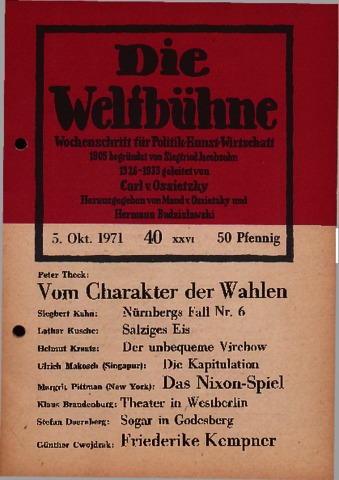 Die
Weltbühne
Wochenschrift für Politik·Kunst·Wirtschaft
1905 begründet von Siegfried Jacobsohn
1926-1933 geleitet von
Carl v. Ossietzky
Herausgegeben von Maud v. Ossietzky und
Hermann Budzislawski
5. Okt. 1971 40 XXVI 50 Pfennig
Peter Theek:
Vom Charakter der Wahlen
Siegbert Kahn: Nürnbergs Fall Nr. 6
Lothar Kusche: Salziges Eis
Helmut Kraatz: Der unbequeme Virchow
Ulrich Makosch (Singapur): Die Kapitulation
Margrit Pittman (New York): Das Nixon-Spiel
Klaus Brandenburg: Theater in Westberlin
Stefan Doernberg: Sogar in Godesberg
Günther Cwojdrak: Friederike Kempner